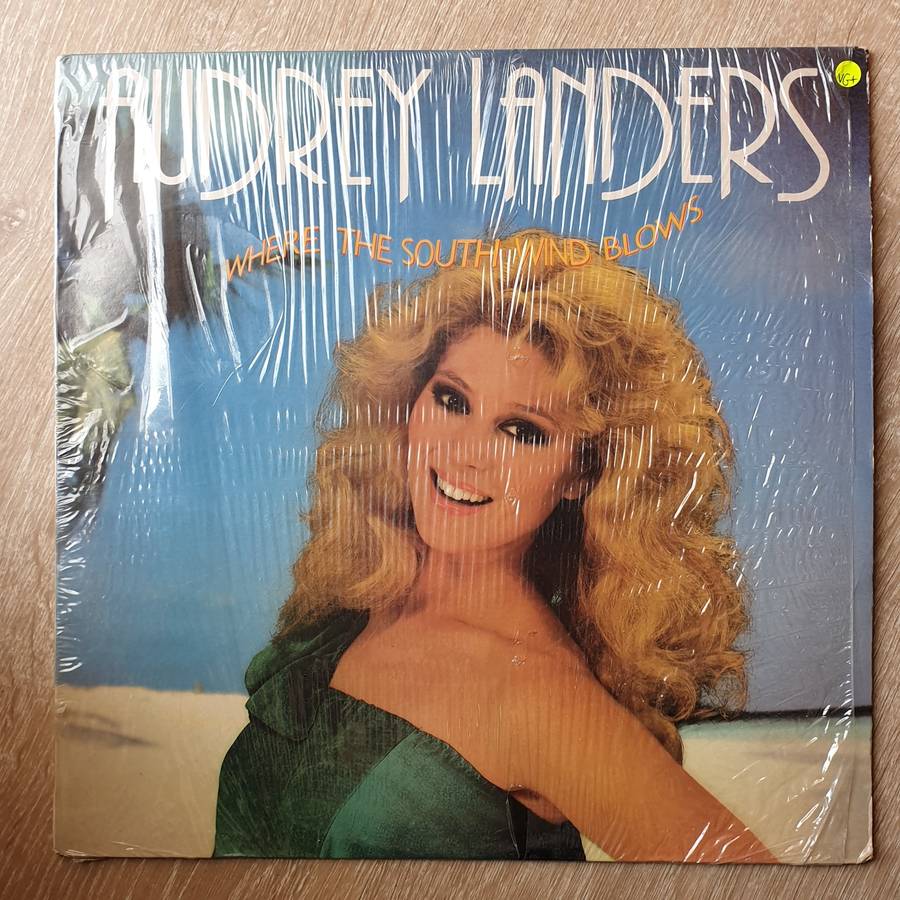 AUDREY LANDERS
VG+
WHERE THE SOUTH WIND BLOWS